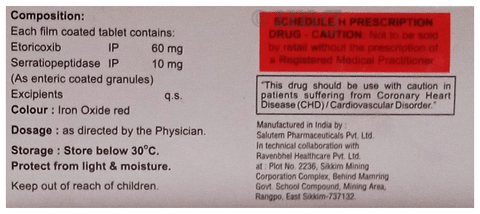 Composition:
Each film coated tablet contains:
Etoricoxib IP 60 mg
Serratiopeptidase IP 10 mg
(As enteric coated granules)
Excipients q.s.
Colour : Iron Oxide red
Dosage : as directed by the Physician.
Storage : Store below 30°C.
Protect from light & moisture.
Keep out of reach of children.
SCHEDULE H PRESCRIPTION
DRUG - CAUTION: Not to be sold
by retail without the prescription of
a Registered Medical Practitioner.
"This drug should be use with caution in
patients suffering from Coronary Heart
Disease (CHD) / Cardiovascular Disorder."
Manufactured in India by :
Salutem Pharmaceuticals Pvt. Ltd.
In technical collaboration with
Ravenbhel Healthcare Pvt. Ltd.
at : Plot No. 2236, Sikkim Mining
Corporation Complex, Behind Mamring
Govt. School Compound, Mining Area,
Rangpo, East Sikkim-737132.